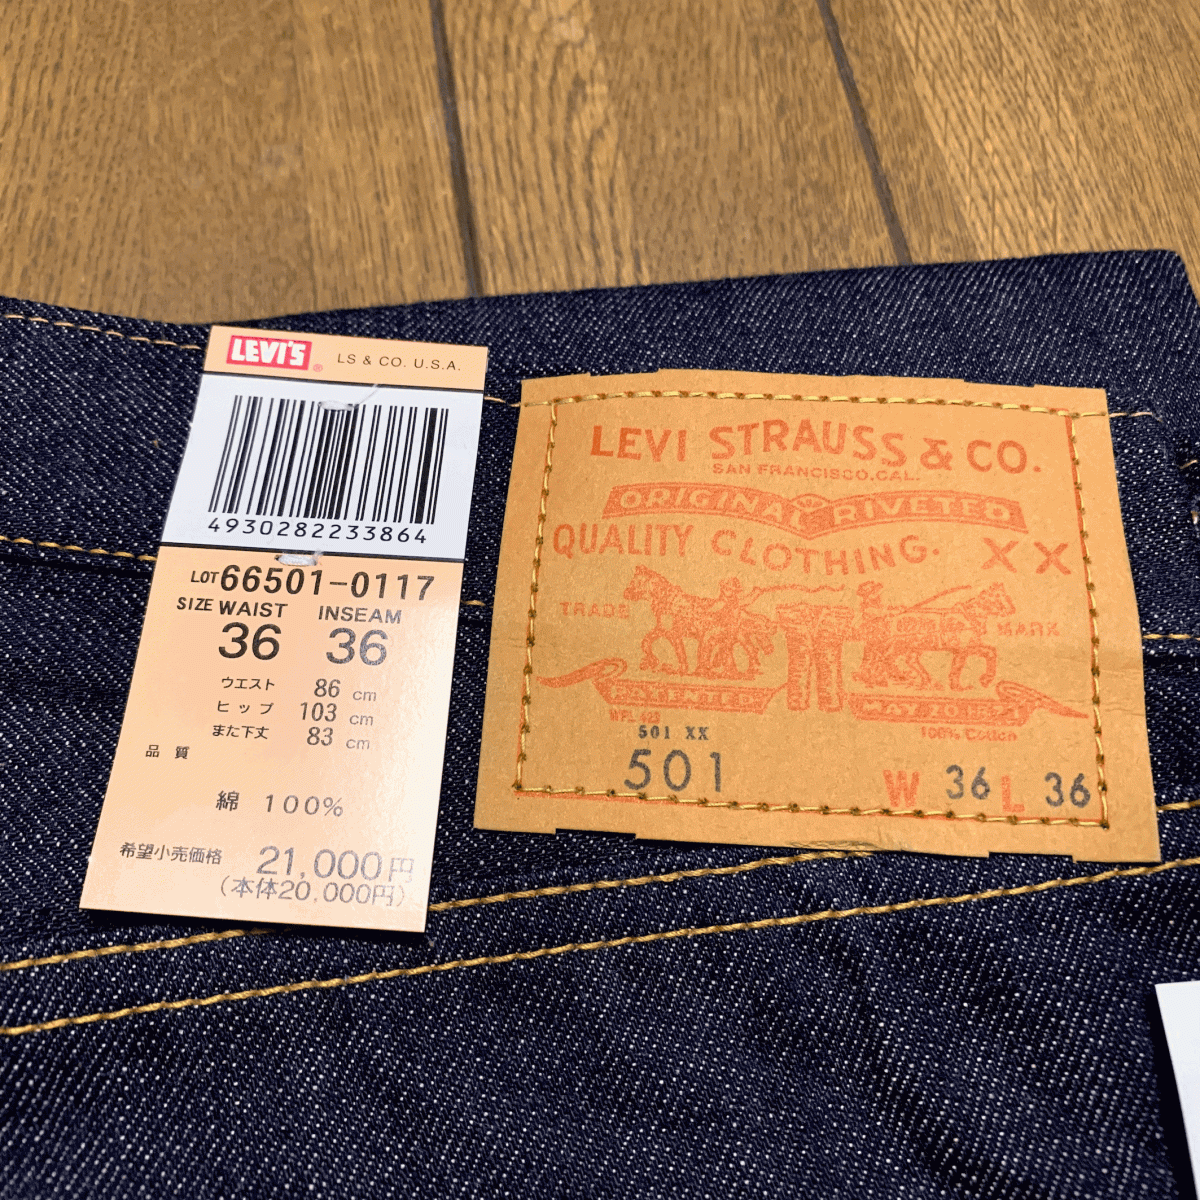 LEVI'S® LS & CO. U.S.A.
4930282233864
LOT 66501-0117
SIZE WAIST INSEAM
36 36
ウエスト 86 cm
ヒップ 103 cm
また下丈 83 cm
品質
綿 100%
希望小売価格 21,000円
(本体20,000円)
LEVI STRAUSS & CO.
SAN FRANCISCO, CAL.
ORIGINAL RIVETED
QUALITY CLOTHING. XX
TRADE MARK
PATENTED MAY 20 1873
WPL 423 100% Cotton
501 XX
501
W 36 L 36